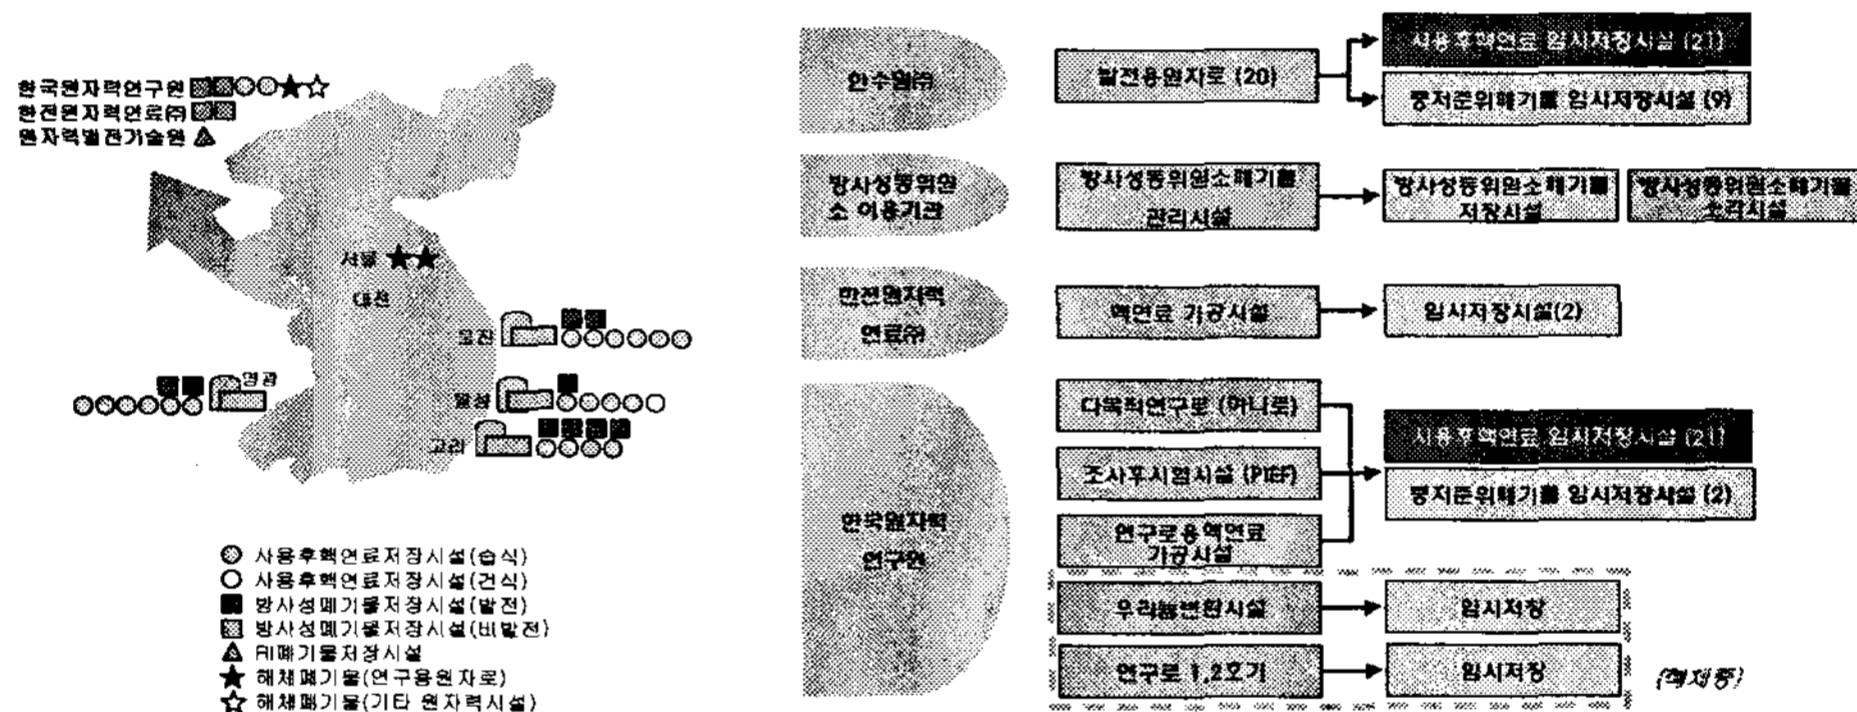 한국원자력연구원
한전원자력연료㈜
원자력발전기술원
서울
대전
울진
영광
월성
고리
사용후핵연료저장시설(습식)
사용후핵연료저장시설(건식)
방사성폐기물저장시설(발전)
방사성폐기물저장시설(비발전)
RI폐기물저장시설
해체폐기물(연구용원자로)
해체폐기물(기타 원자력시설)
한수원㈜
발전용원자로 (20)
사용후핵연료 임시저장시설 (21)
중저준위폐기물 임시저장시설 (9)
방사성동위원
소 이용기관
방사성동위원소폐기물
관리시설
방사성동위원소폐기물
저장시설
방사성동위원소폐기물
소각시설
한전원자력
연료㈜
핵연료 가공시설
임시저장시설(2)
한국원자력
연구원
다목적연구로 (하나로)
조사후시험시설 (PIEF)
연구로용핵연료
가공시설
사용후핵연료 임시저장시설 (21)
중저준위폐기물 임시저장시설 (2)
우라늄변환시설
임시저장
연구로 1,2호기
임시저장
(해체중)